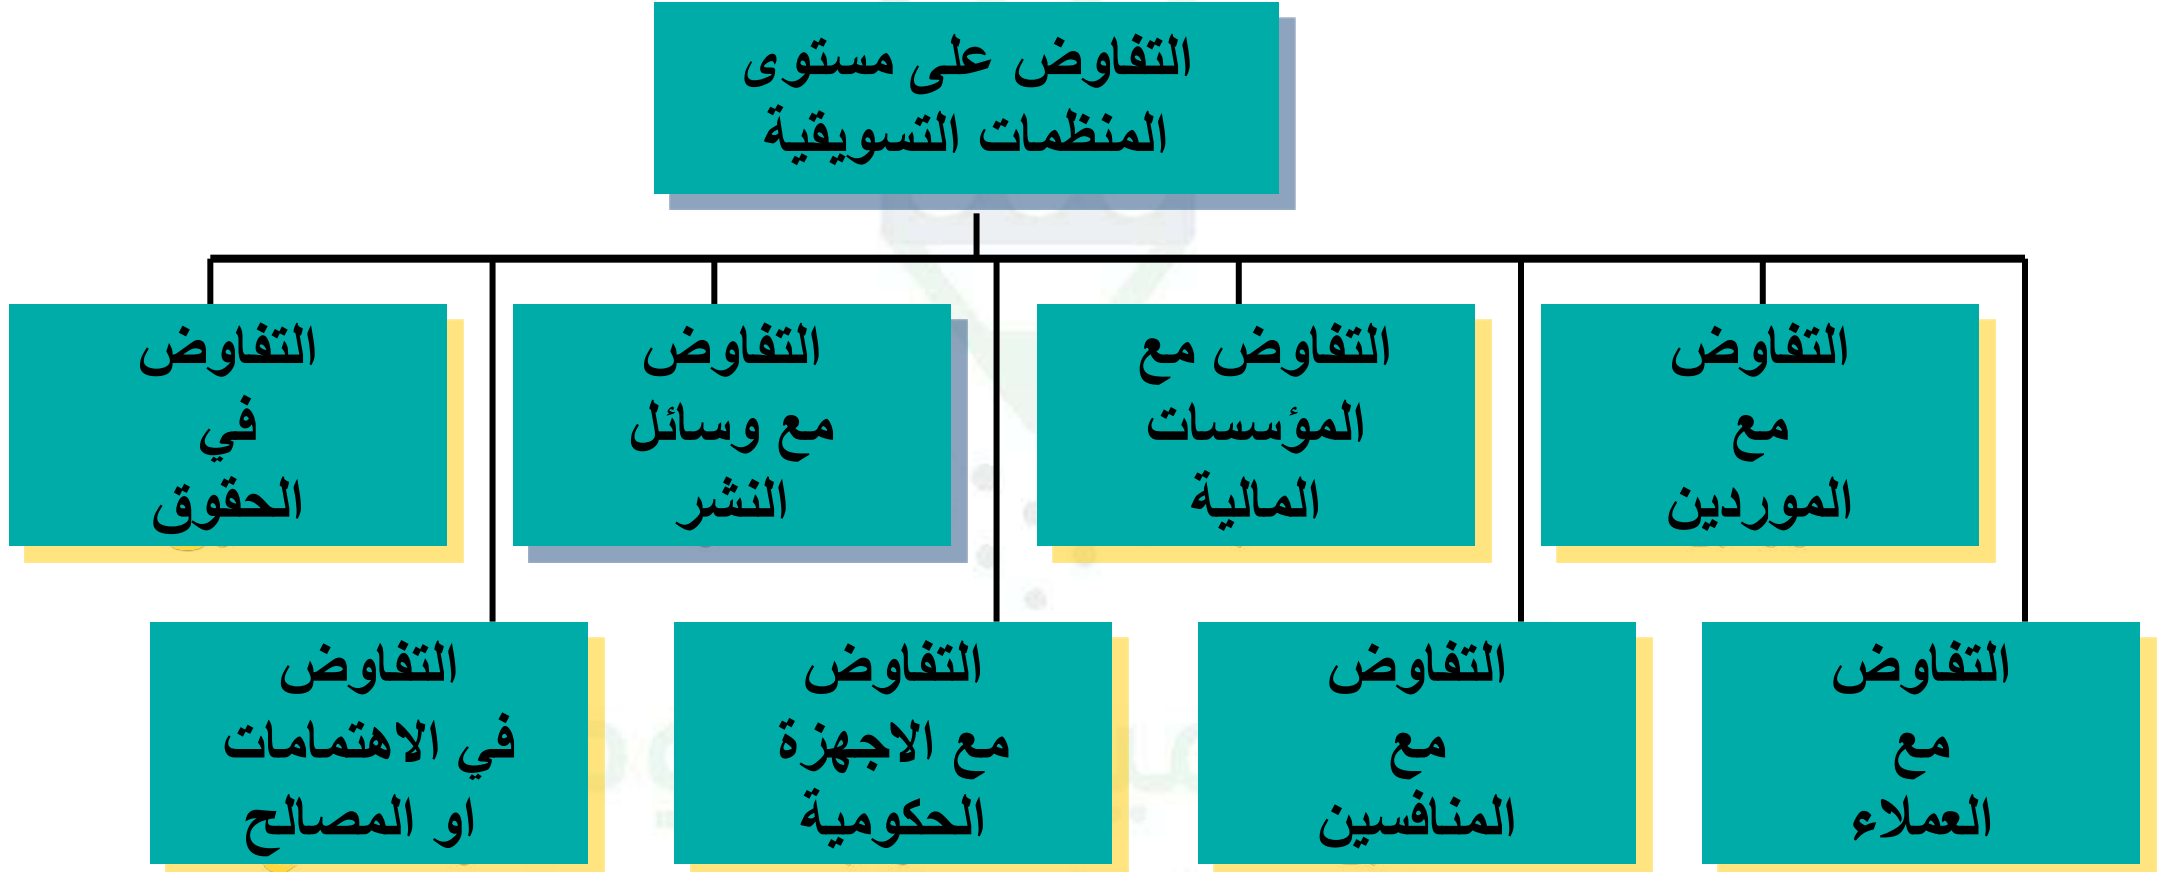 التفاوض على مستوى
المنظمات التسويقية
التفاوض
مع
الموردين
التفاوض مع
المؤسسات
المالية
التفاوض
مع وسائل
النشر
التفاوض
في
الحقوق
التفاوض
مع
العملاء
التفاوض
مع
المنافسين
التفاوض
مع الاجهزة
الحكومية
التفاوض
في الاهتمامات
او المصالح